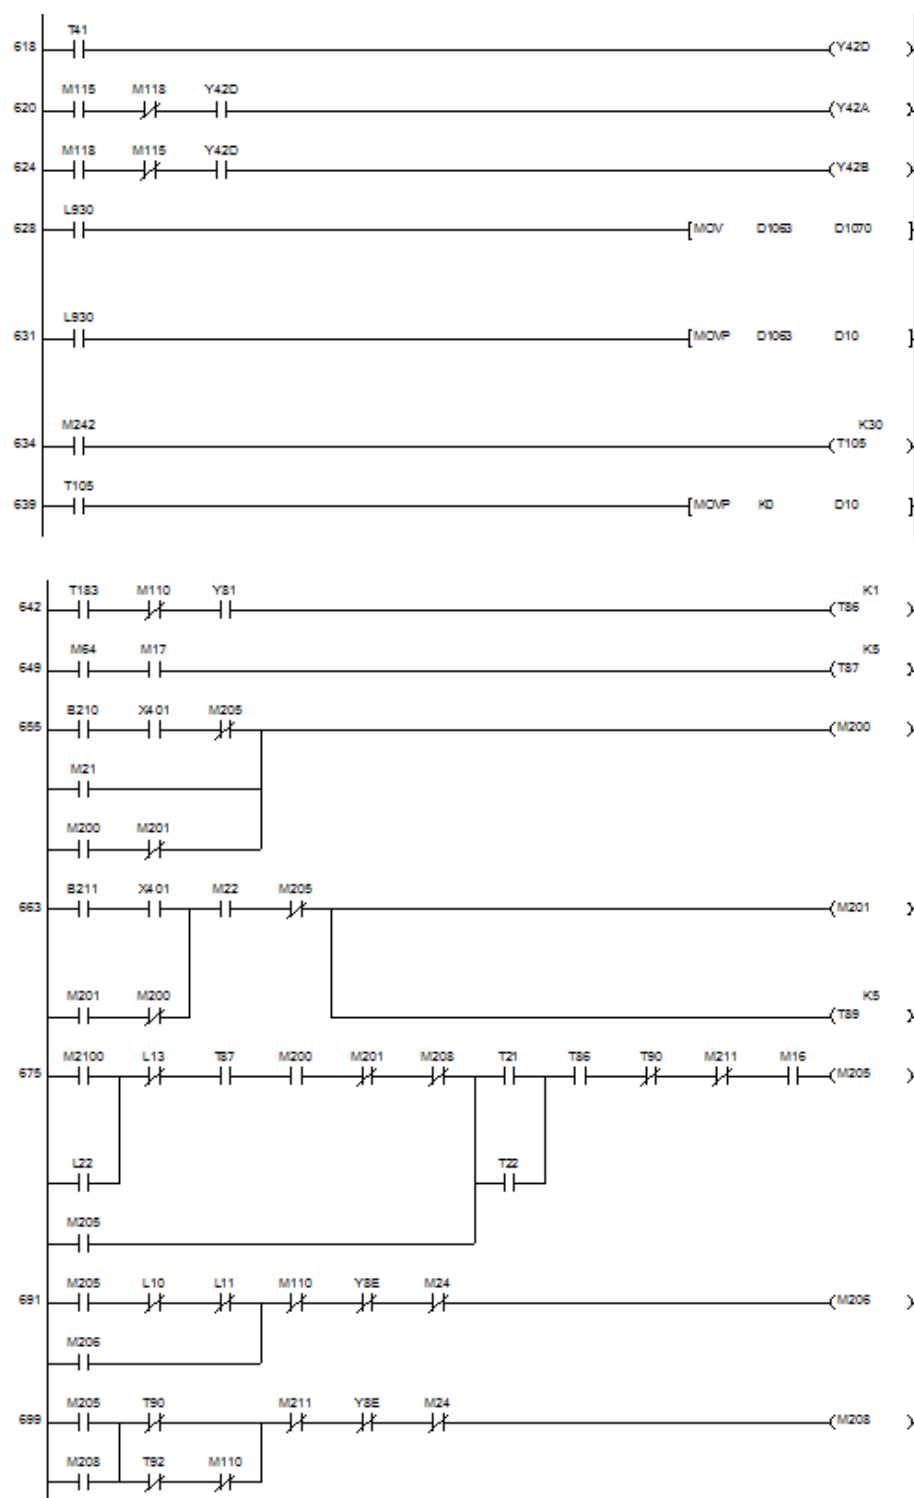 T41
618 (Y42D )
M115 M118 Y42D
620 (Y42A )
M118 M115 Y42D
624 (Y42B )
L930
628 [MOV D1063 D1070 ]
L930
631 [MOVP D1063 D10 ]
M242 K30
634 (T105 )
T105
639 [MOVP K0 D10 ]
T183 M110 Y81 K1
642 (T86 )
M64 M17 K5
649 (T87 )
B210 X401 M205
655 (M200 )
M21
M200 M201
B211 X401 M22 M205
663 (M201 )
M201 M200 K5
(T89 )
M2100 L13 T87 M200 M201 M208 T21 T86 T90 M211 M16
675 (M205 )
L22 T22
M205
M205 L10 L11 M110 Y8E M24
691 (M206 )
M206
M205 T90 M211 Y8E M24
699 (M208 )
M208 T92 M110